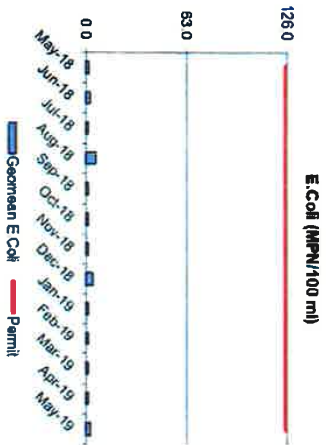 E.Coli (MPN/100 ml)
126.0
63.0
0.0
May-18
Jun-18
Jul-18
Aug-18
Sep-18
Oct-18
Nov-18
Dec-18
Jan-19
Feb-19
Mar-19
Apr-19
May-19
Geomean E Coli
Permit